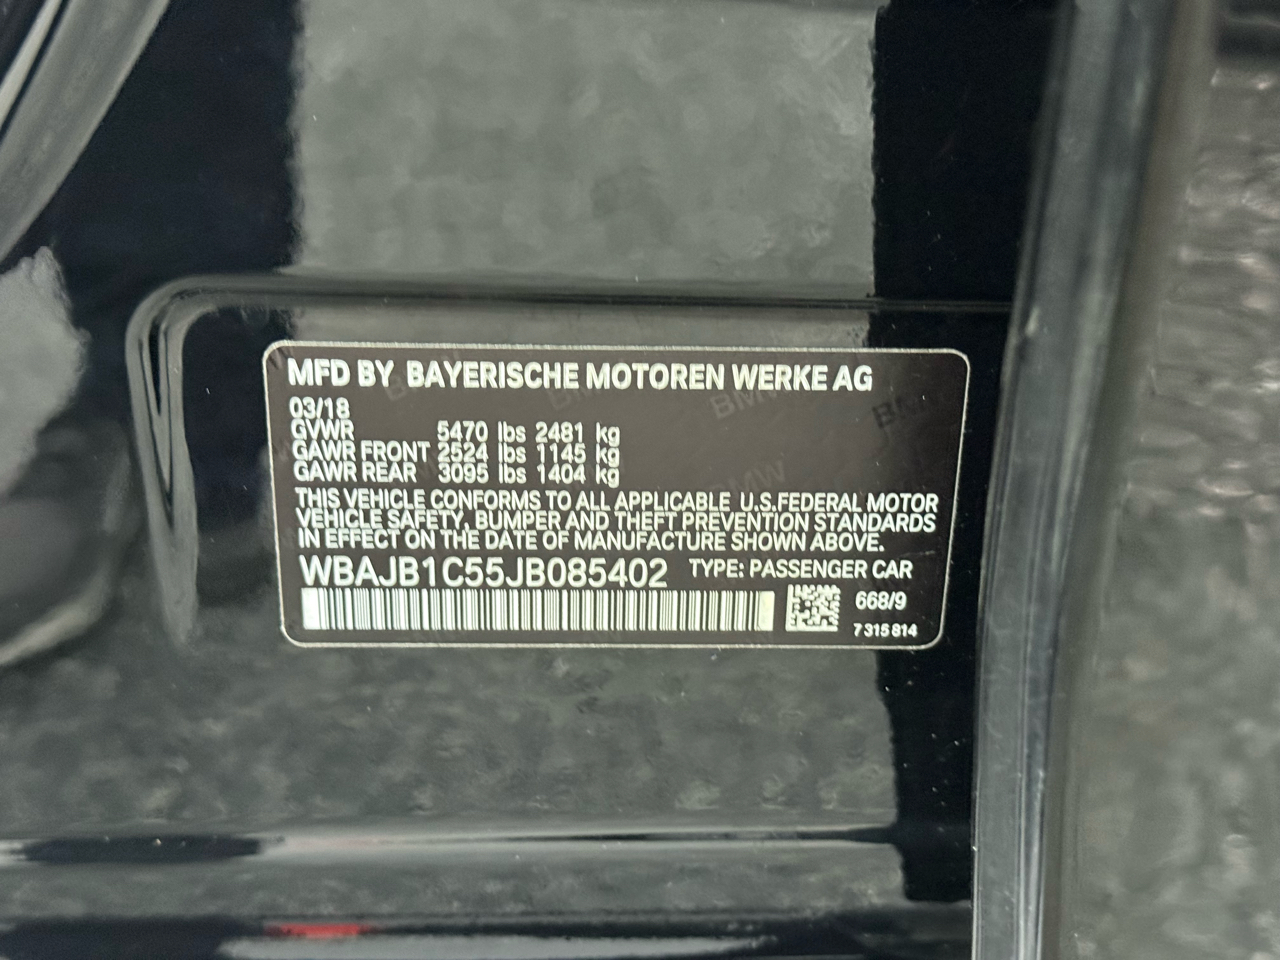 MFD BY BAYERISCHE MOTOREN WERKE AG
03/18
GVWR 5470 lbs 2481 kg
GAWR FRONT 2524 lbs 1145 kg
GAWR REAR 3095 lbs 1404 kg
THIS VEHICLE CONFORMS TO ALL APPLICABLE U.S.FEDERAL MOTOR
VEHICLE SAFETY, BUMPER AND THEFT PREVENTION STANDARDS
IN EFFECT ON THE DATE OF MANUFACTURE SHOWN ABOVE.
WBAJB1C55JB085402 TYPE: PASSENGER CAR
668/9
7 315 814